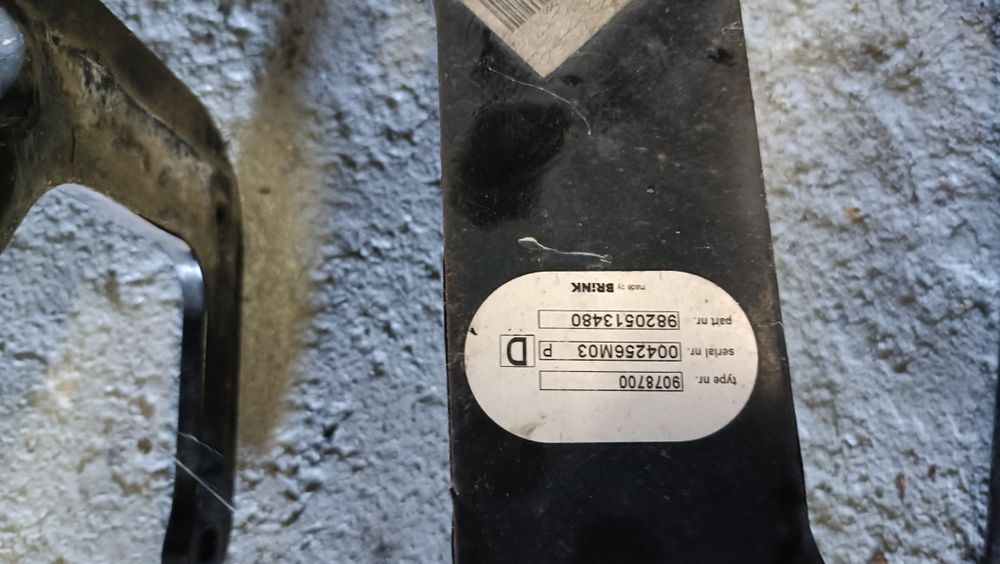 type nr. 9078700
serial nr. 004256M03 P
D
part nr. 9820513480
made by BRINK